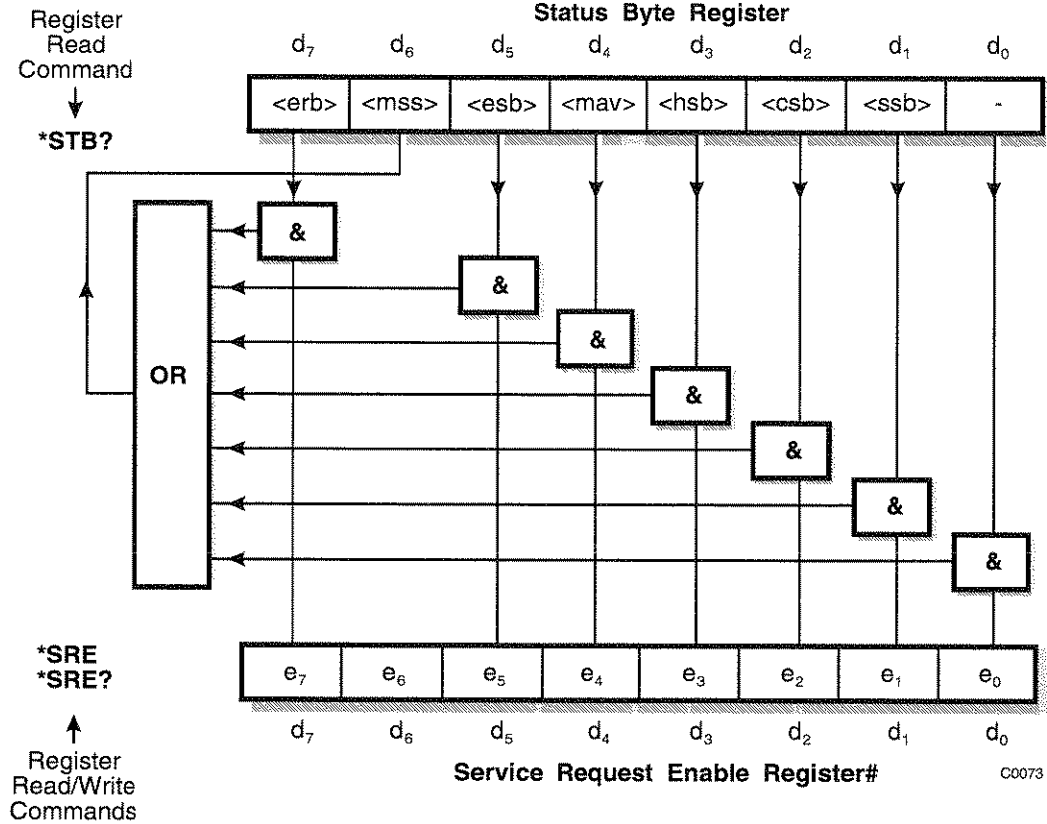 Register
Read
Command
*STB?
Status Byte Register
d₇ d₆ d₅ d₄ d₃ d₂ d₁ d₀
<erb> <mss> <esb> <mav> <hsb> <csb> <ssb> -
&
&
&
&
OR
&
&
&
*SRE
*SRE?
e₇ e₆ e₅ e₄ e₃ e₂ e₁ e₀
d₇ d₆ d₅ d₄ d₃ d₂ d₁ d₀
Register
Read/Write
Commands
Service Request Enable Register#
C0073